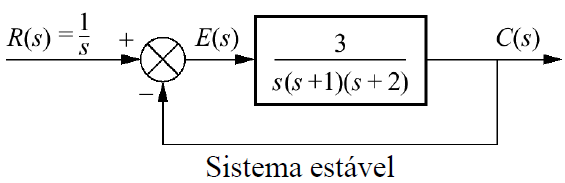 R(s) = 1/s
+
−
E(s)
3
s(s+1)(s+2)
C(s)
Sistema estável